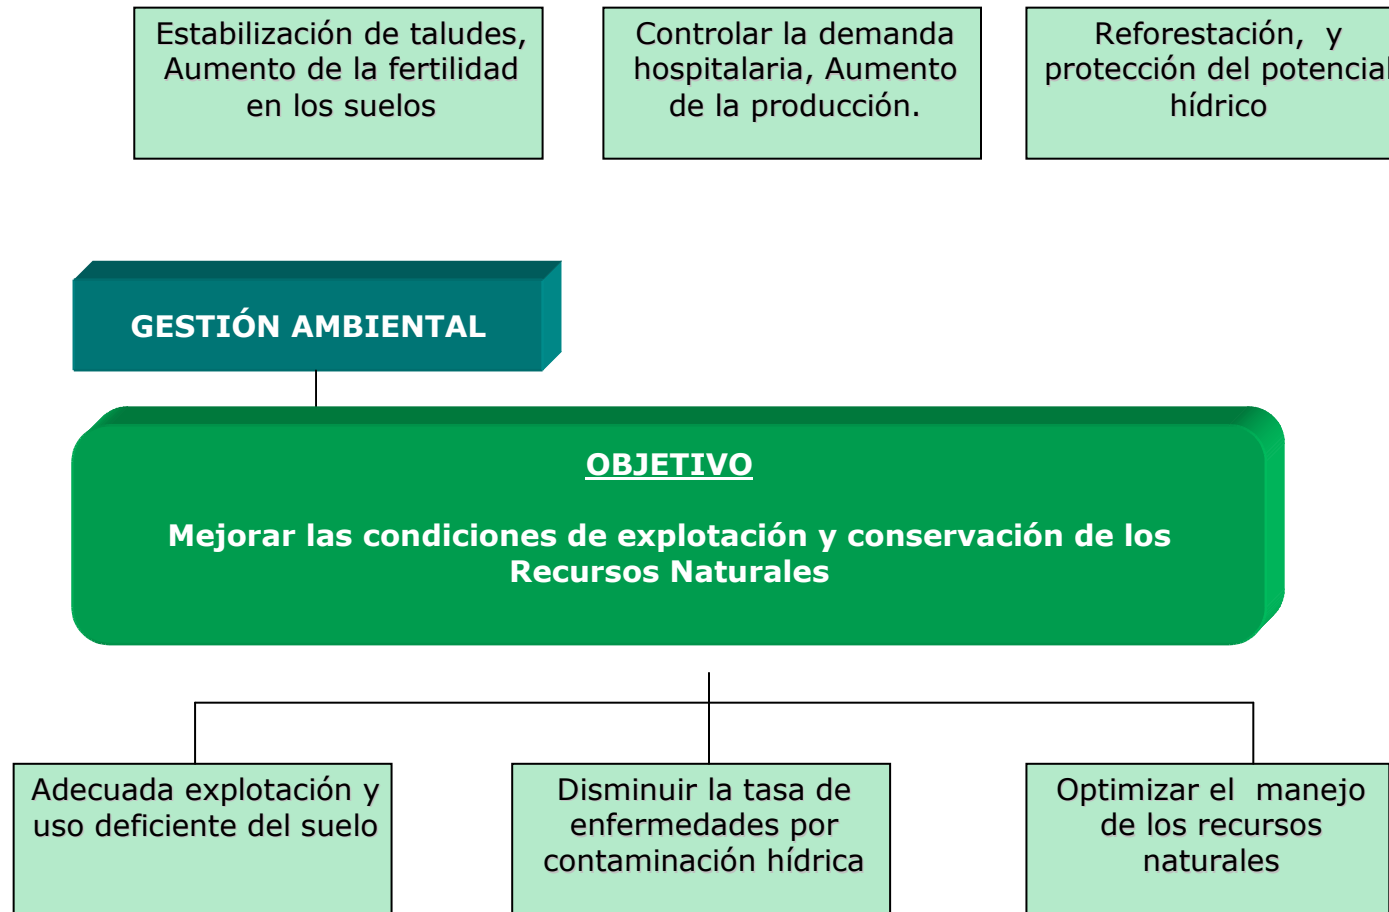 Estabilización de taludes,
Aumento de la fertilidad
en los suelos
Controlar la demanda
hospitalaria, Aumento
de la producción.
Reforestación, y
protección del potencial
hídrico
GESTIÓN AMBIENTAL
OBJETIVO
Mejorar las condiciones de explotación y conservación de los
Recursos Naturales
Adecuada explotación y
uso deficiente del suelo
Disminuir la tasa de
enfermedades por
contaminación hídrica
Optimizar el manejo
de los recursos
naturales